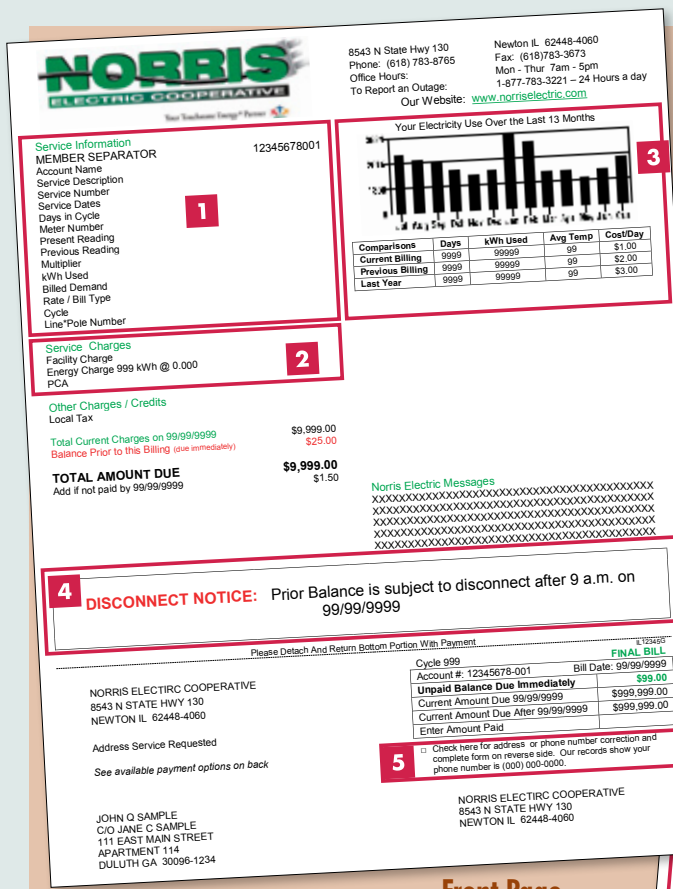 NORRIS
ELECTRIC COOPERATIVE
Your Touchstone Energy® Partner
8543 N State Hwy 130
Newton IL 62448-4060
Phone: (618) 783-8765
Fax: (618)783-3673
Office Hours:
Mon - Thur 7am - 5pm
To Report an Outage:
1-877-783-3221 – 24 Hours a day
Our Website: www.norriselectric.com
Service Information
MEMBER SEPARATOR 12345678001
Account Name
Service Description
Service Number
Service Dates
Days in Cycle
Meter Number
Present Reading
Previous Reading
Multiplier
kWh Used
Billed Demand
Rate / Bill Type
Cycle
Line*Pole Number
1
Your Electricity Use Over the Last 13 Months
3
Comparisons Days kWh Used Avg Temp Cost/Day
Current Billing 9999 99999 99 $1.00
Previous Billing 9999 99999 99 $2.00
Last Year 9999 99999 99 $3.00
Service Charges
Facility Charge
Energy Charge 999 kWh @ 0.000
PCA
2
Other Charges / Credits
Local Tax
Total Current Charges on 99/99/9999 $9,999.00
Balance Prior to this Billing (due immediately) $25.00
TOTAL AMOUNT DUE $9,999.00
Add if not paid by 99/99/9999 $1.50
Norris Electric Messages
XXXXXXXXXXXXXXXXXXXXXXXXXXXXXXXXXX
XXXXXXXXXXXXXXXXXXXXXXXXXXXXXXXXXX
XXXXXXXXXXXXXXXXXXXXXXXXXXXXXXXXXX
XXXXXXXXXXXXXXXXXXXXXXXXXXXXXXXXXX
XXXXXXXXXXXXXXXXXXXXXXXXXXXXXXXXXX
4
DISCONNECT NOTICE: Prior Balance is subject to disconnect after 9 a.m. on
99/99/9999
Please Detach And Return Bottom Portion With Payment
IL12345G
NORRIS ELECTIRC COOPERATIVE
8543 N STATE HWY 130
NEWTON IL 62448-4060
Address Service Requested
See available payment options on back
Cycle 999 FINAL BILL
Account #: 12345678-001 Bill Date: 99/99/9999
Unpaid Balance Due Immediately $99.00
Current Amount Due 99/99/9999 $999,999.00
Current Amount Due After 99/99/9999 $999,999.00
Enter Amount Paid
5
Check here for address or phone number correction and
complete form on reverse side. Our records show your
phone number is (000) 000-0000.
JOHN Q SAMPLE
C/O JANE C SAMPLE
111 EAST MAIN STREET
APARTMENT 114
DULUTH GA 30096-1234
NORRIS ELECTIRC COOPERATIVE
8543 N STATE HWY 130
NEWTON IL 62448-4060
Front Page